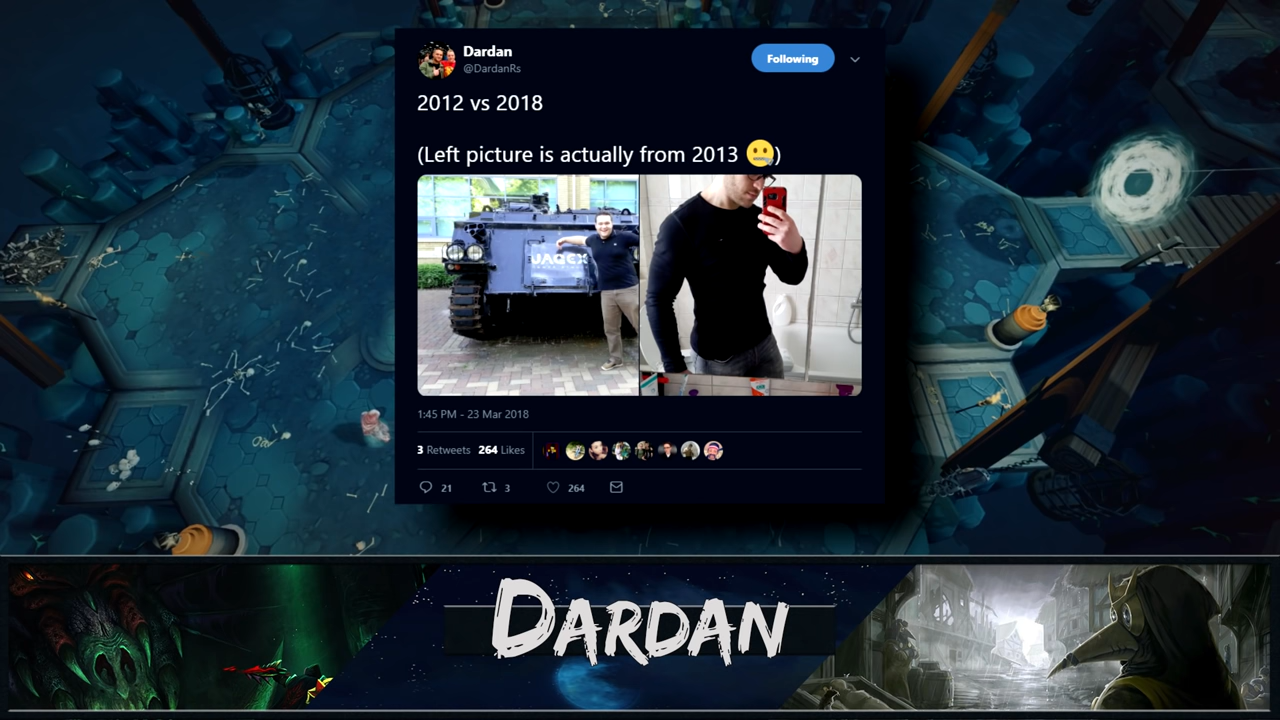 Dardan
@DardanRs
Following
2012 vs 2018
(Left picture is actually from 2013 🤐)
JAGEX
1:45 PM - 23 Mar 2018
3 Retweets 264 Likes
21 3 264
DARDAN